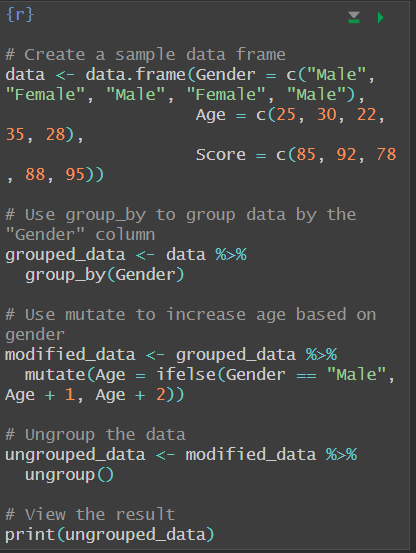 {r}
# Create a sample data frame
data <- data.frame(Gender = c("Male",
"Female", "Male", "Female", "Male"),
                   Age = c(25, 30, 22,
35, 28),
                   Score = c(85, 92, 78
, 88, 95))
# Use group_by to group data by the
"Gender" column
grouped_data <- data %>%
  group_by(Gender)
# Use mutate to increase age based on
gender
modified_data <- grouped_data %>%
  mutate(Age = ifelse(Gender == "Male",
Age + 1, Age + 2))
# Ungroup the data
ungrouped_data <- modified_data %>%
  ungroup()
# View the result
print(ungrouped_data)